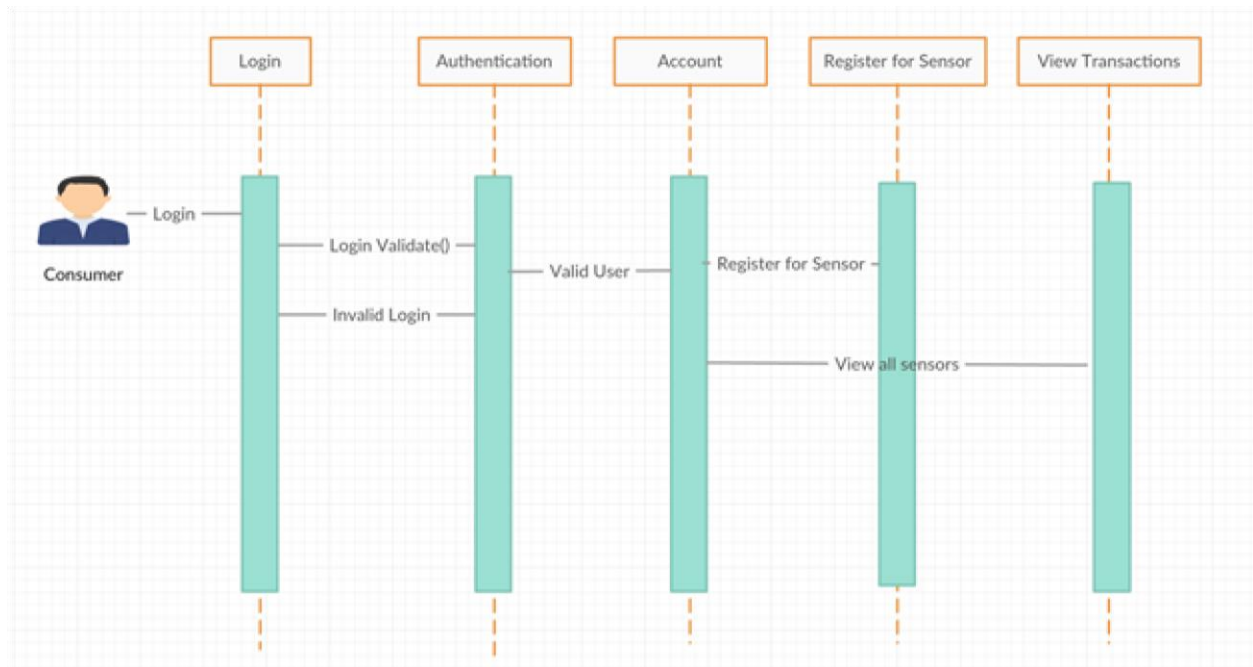 Login
Authentication
Account
Register for Sensor
View Transactions
Login
Consumer
Login Validate()
Valid User
Register for Sensor
Invalid Login
View all sensors